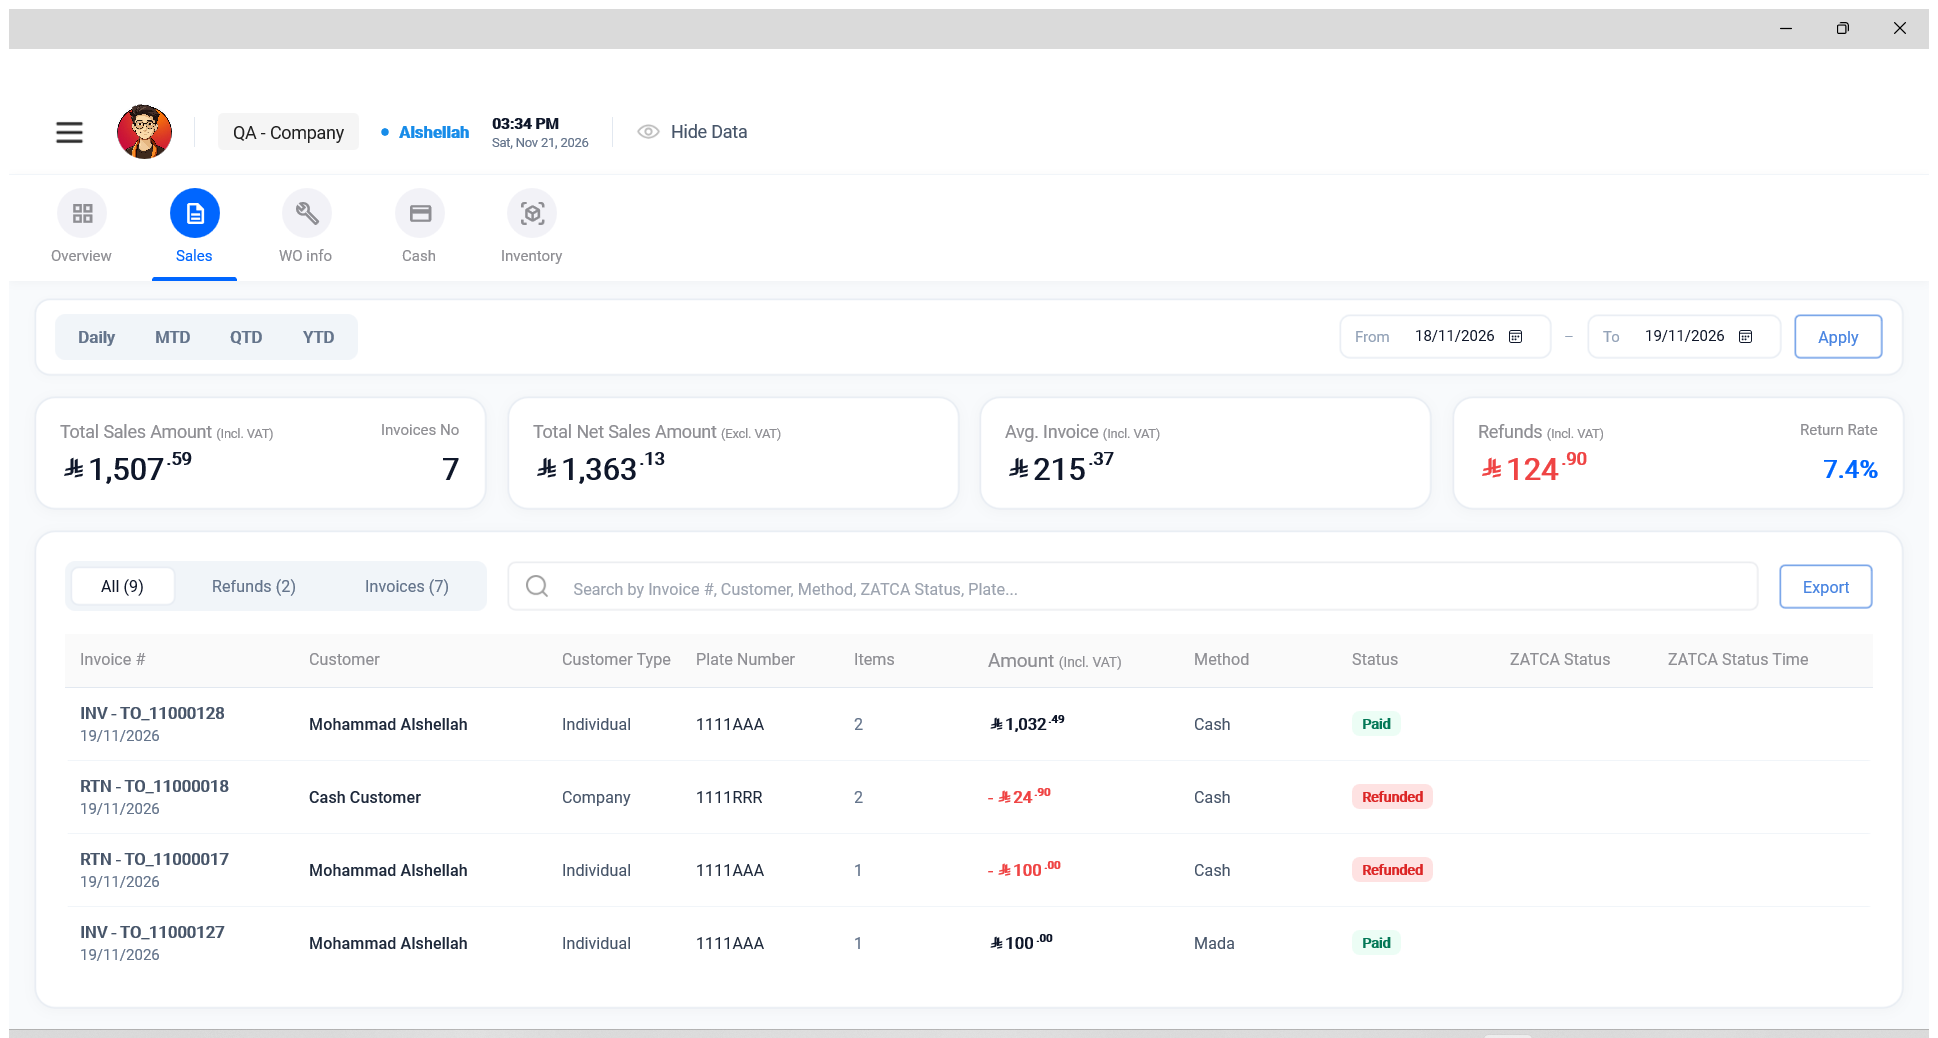 QA - Company
Alshellah
03:34 PM
Sat, Nov 21, 2026
Hide Data
Overview
Sales
WO info
Cash
Inventory
Daily MTD QTD YTD
From 18/11/2026 – To 19/11/2026 Apply
Total Sales Amount (Incl. VAT) Invoices No
1,507.59 7
Total Net Sales Amount (Excl. VAT)
1,363.13
Avg. Invoice (Incl. VAT)
215.37
Refunds (Incl. VAT) Return Rate
124.90 7.4%
All (9) Refunds (2) Invoices (7) Search by Invoice #, Customer, Method, ZATCA Status, Plate... Export
Invoice # Customer Customer Type Plate Number Items Amount (Incl. VAT) Method Status ZATCA Status ZATCA Status Time
INV - TO_11000128
19/11/2026
Mohammad Alshellah Individual 1111AAA 2 1,032.49 Cash Paid
RTN - TO_11000018
19/11/2026
Cash Customer Company 1111RRR 2 - 24.90 Cash Refunded
RTN - TO_11000017
19/11/2026
Mohammad Alshellah Individual 1111AAA 1 - 100.00 Cash Refunded
INV - TO_11000127
19/11/2026
Mohammad Alshellah Individual 1111AAA 1 100.00 Mada Paid